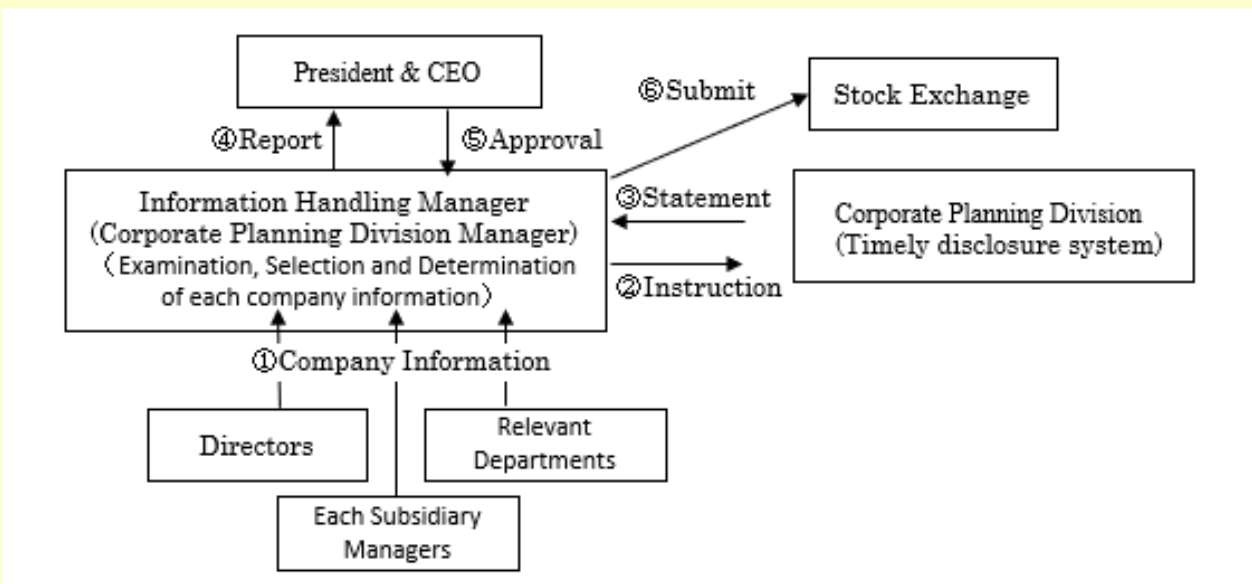 President & CEO
⑥Submit
Stock Exchange
④Report
⑤Approval
Information Handling Manager
(Corporate Planning Division Manager)
（Examination, Selection and Determination
of each company information）
③Statement
②Instruction
Corporate Planning Division
(Timely disclosure system)
①Company Information
Directors
Relevant
Departments
Each Subsidiary
Managers